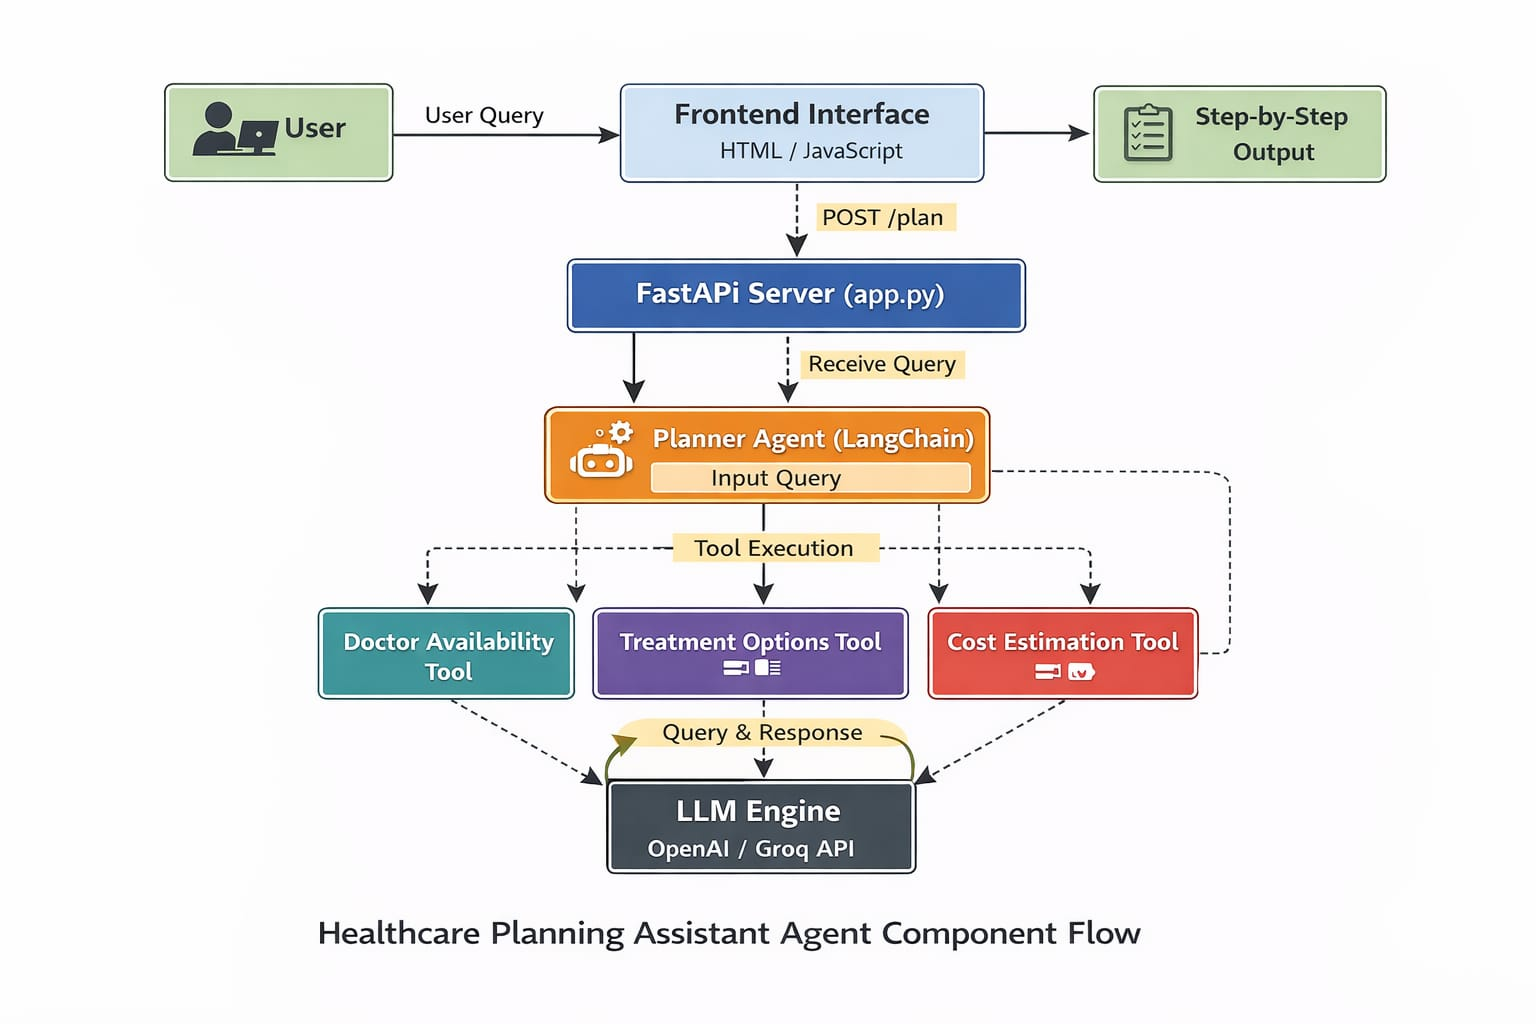 User
User Query
Frontend Interface
HTML / JavaScript
Step-by-Step
Output
POST /plan
FastAPi Server (app.py)
Receive Query
Planner Agent (LangChain)
Input Query
Tool Execution
Doctor Availability
Tool
Treatment Options Tool
Cost Estimation Tool
Query & Response
LLM Engine
OpenAI / Groq API
Healthcare Planning Assistant Agent Component Flow